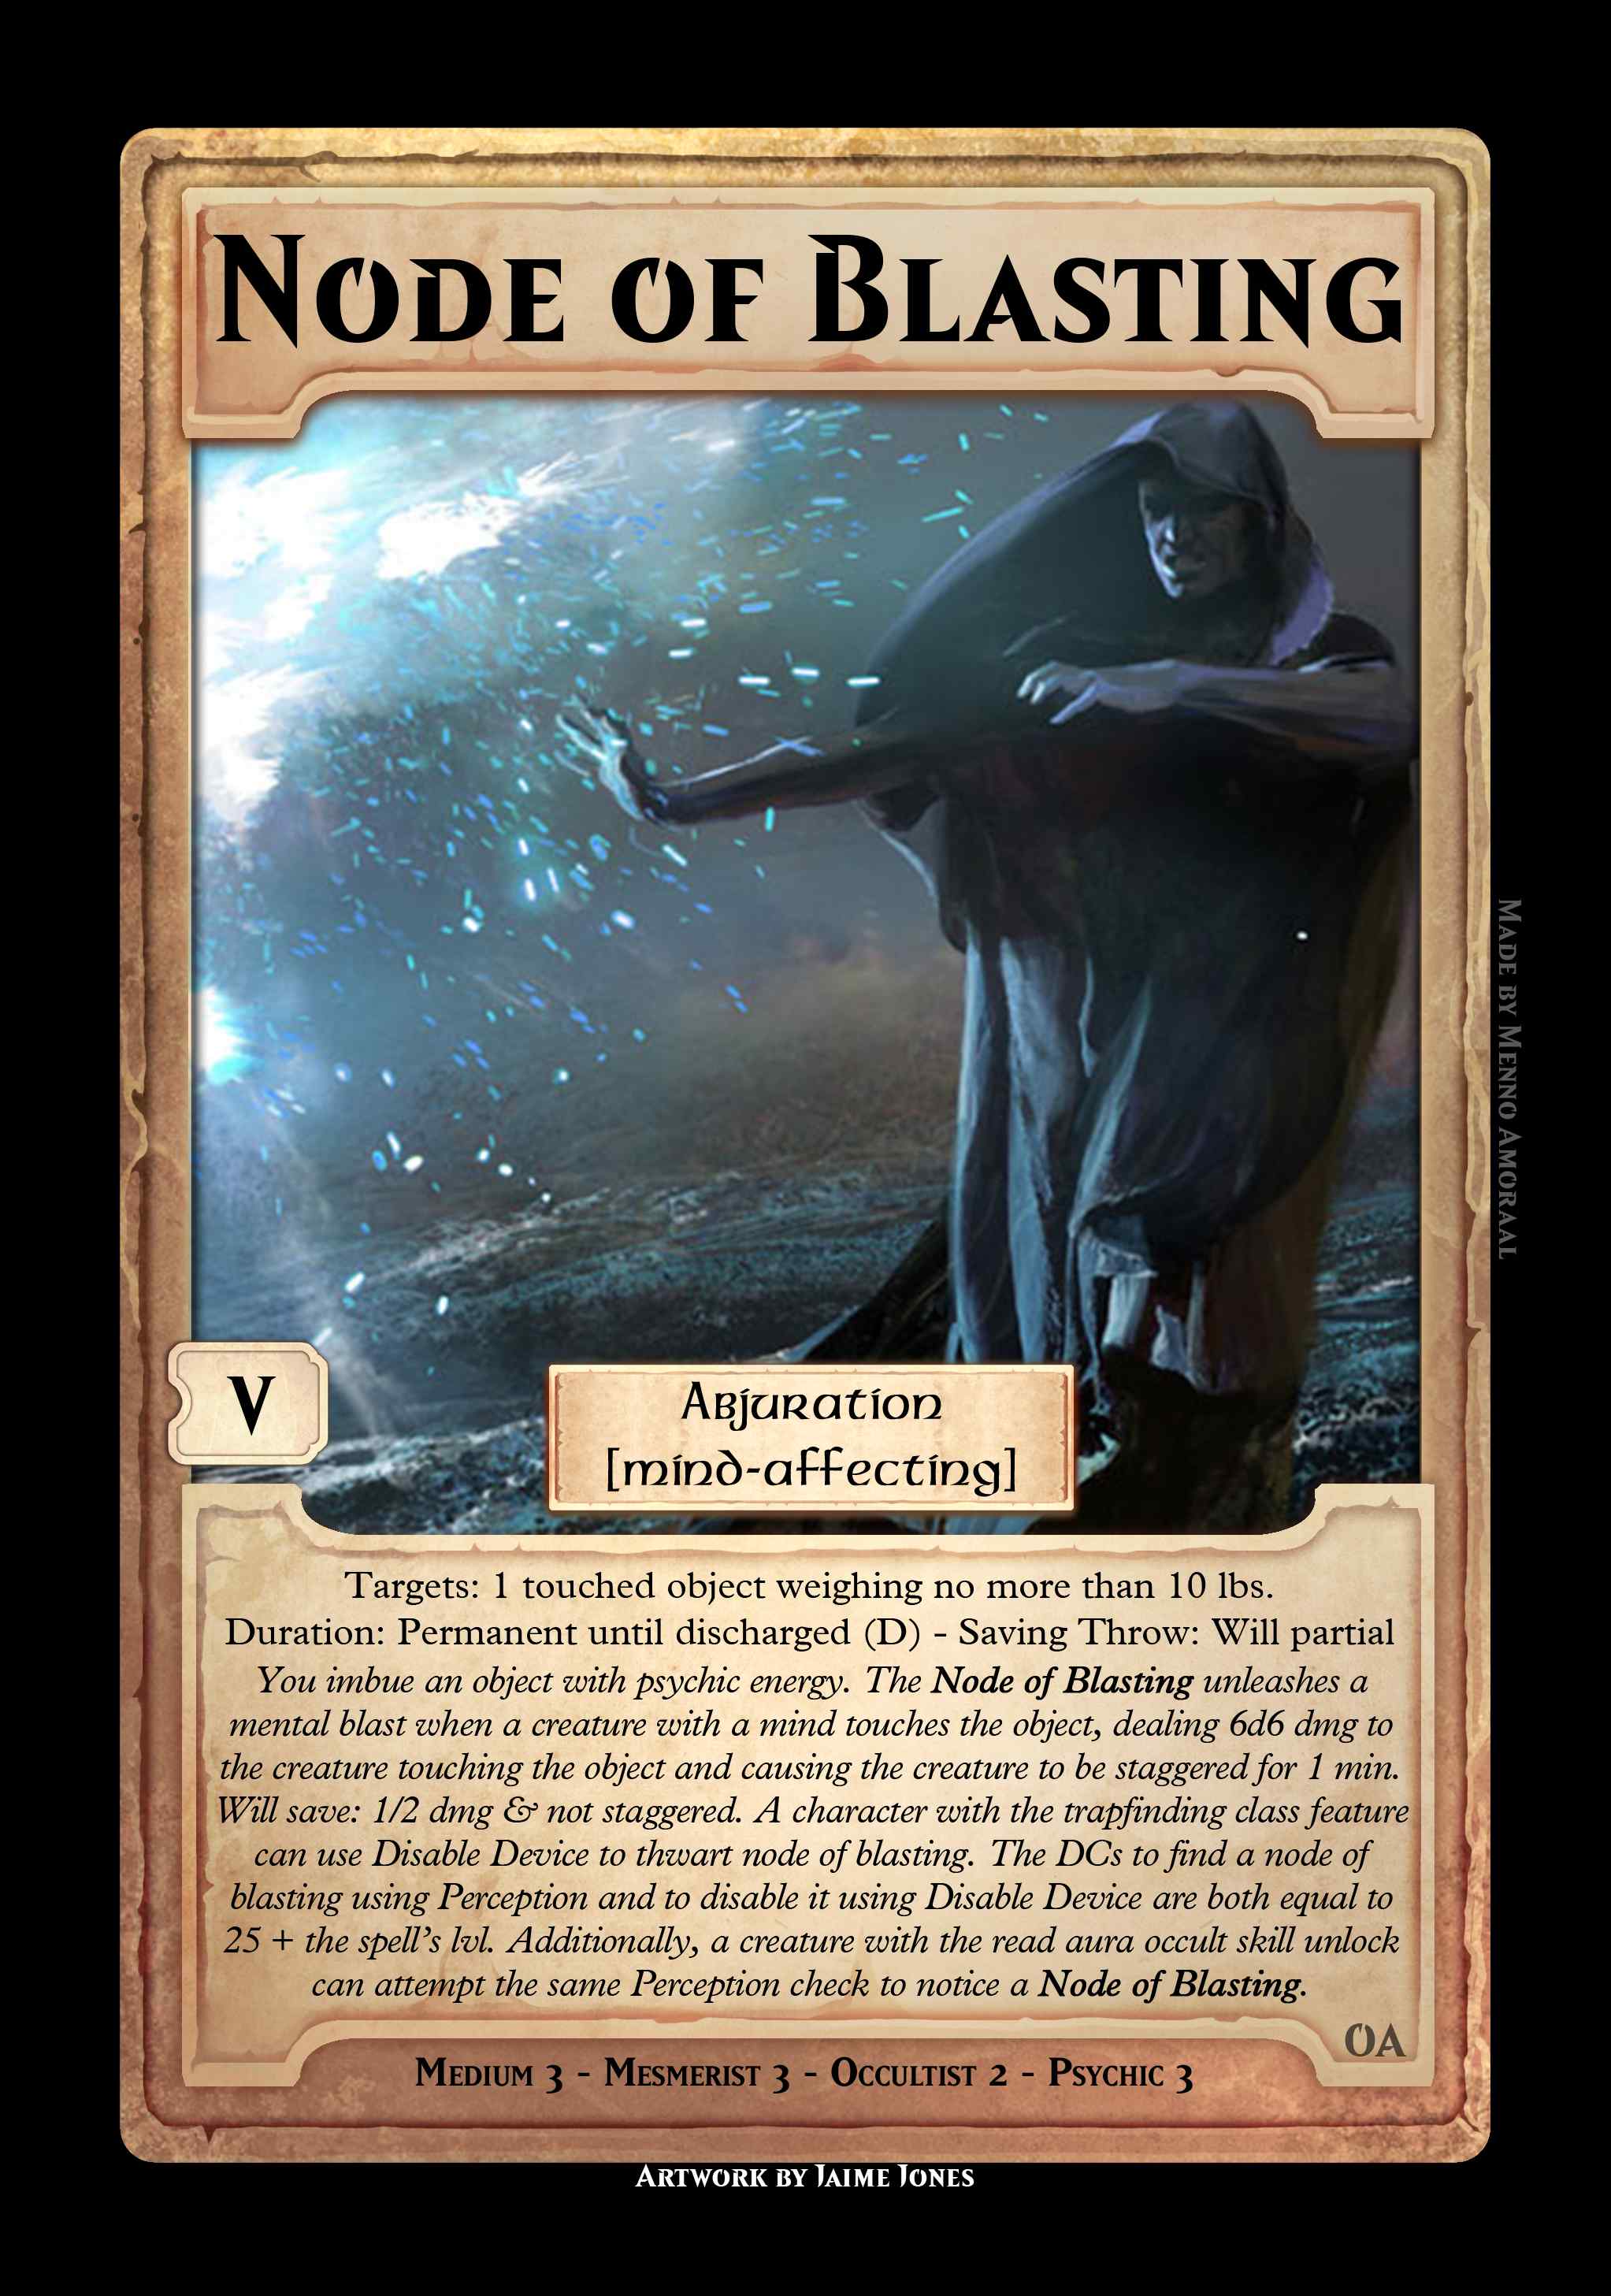 Node of Blasting
V
Abjuration
[mind-affecting]
Targets: 1 touched object weighing no more than 10 lbs.
Duration: Permanent until discharged (D) - Saving Throw: Will partial
You imbue an object with psychic energy. The Node of Blasting unleashes a
mental blast when a creature with a mind touches the object, dealing 6d6 dmg to
the creature touching the object and causing the creature to be staggered for 1 min.
Will save: 1/2 dmg & not staggered. A character with the trapfinding class feature
can use Disable Device to thwart node of blasting. The DCs to find a node of
blasting using Perception and to disable it using Disable Device are both equal to
25 + the spell's lvl. Additionally, a creature with the read aura occult skill unlock
can attempt the same Perception check to notice a Node of Blasting.
OA
Medium 3 - Mesmerist 3 - Occultist 2 - Psychic 3
Artwork by Jaime Jones
Made by Menno Amoraal